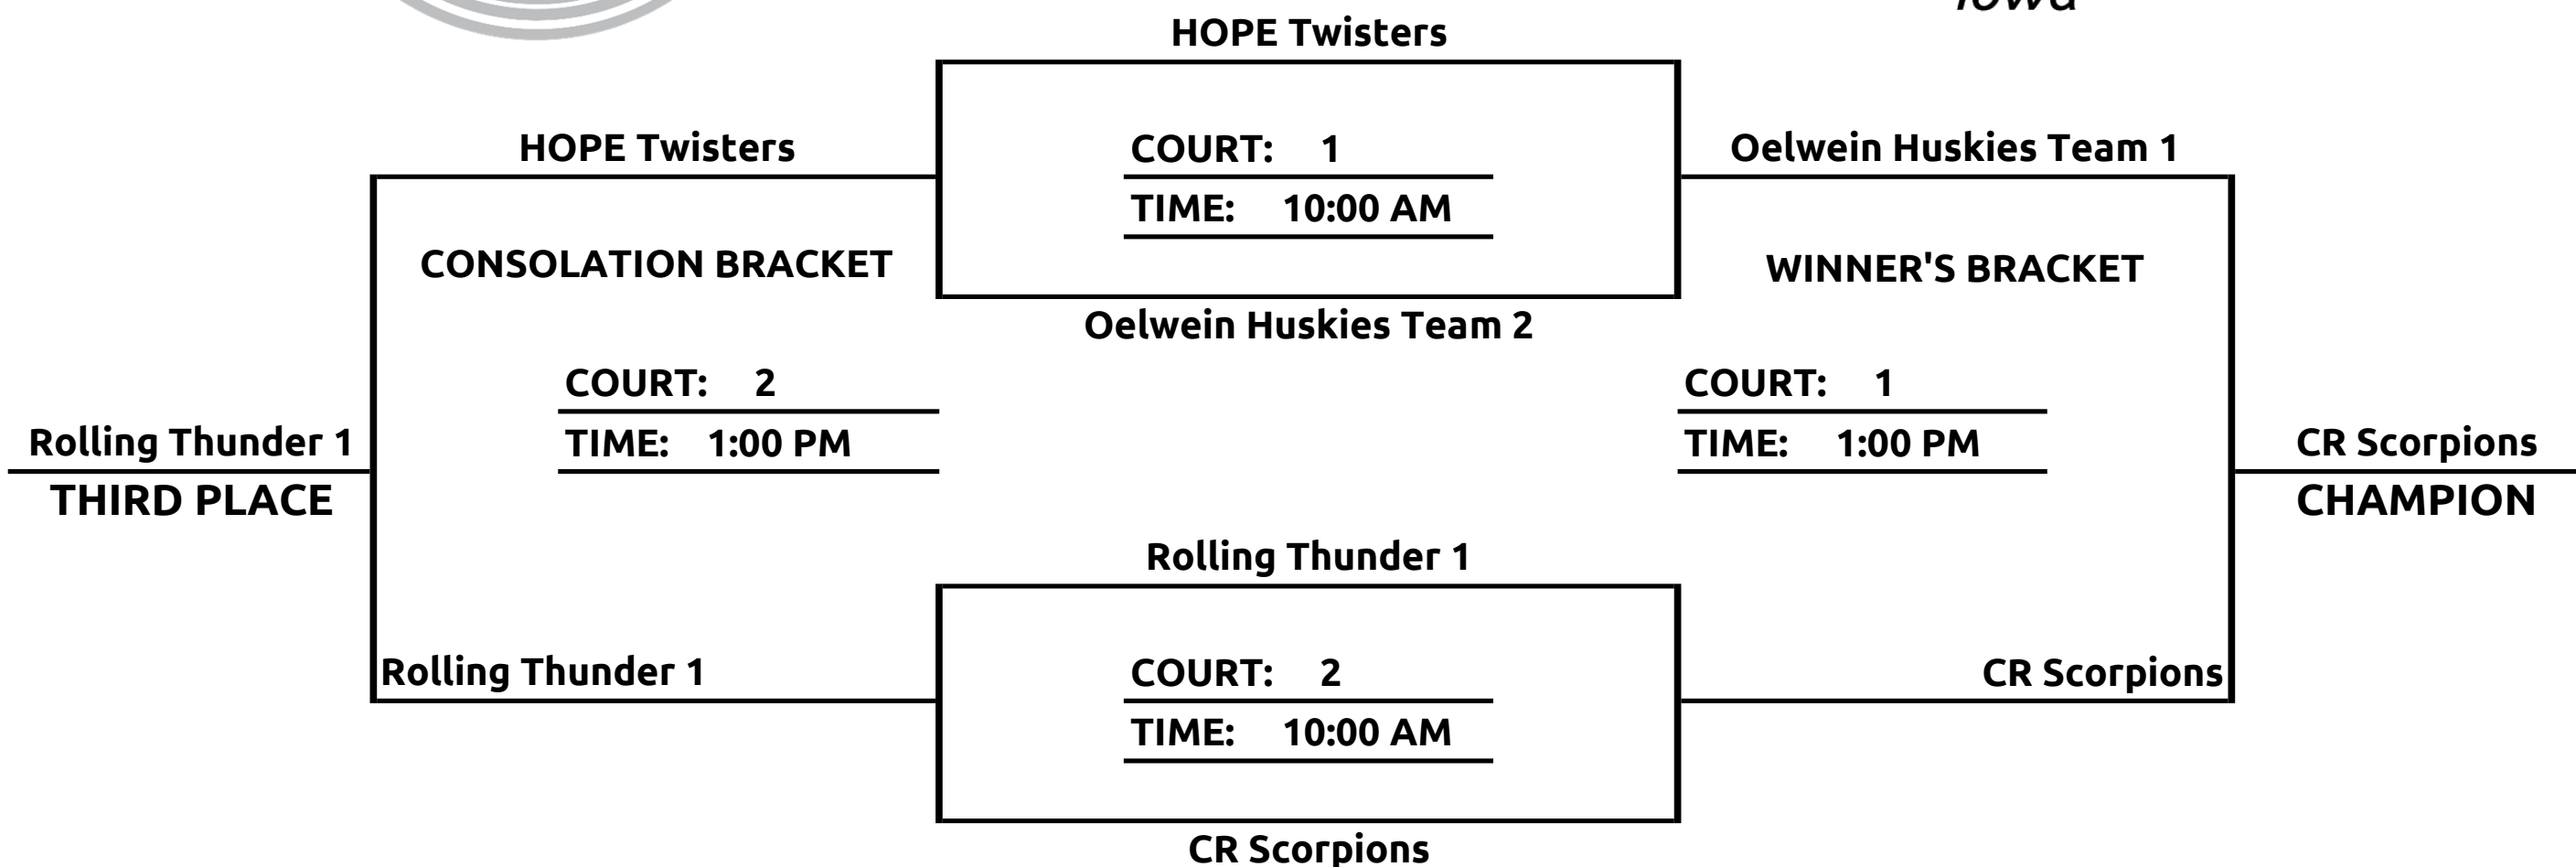 Iowa
HOPE Twisters
HOPE Twisters
COURT: 1
Oelwein Huskies Team 1
TIME: 10:00 AM
CONSOLATION BRACKET
WINNER'S BRACKET
Oelwein Huskies Team 2
COURT: 2
COURT: 1
Rolling Thunder 1
TIME: 1:00 PM
TIME: 1:00 PM
CR Scorpions
THIRD PLACE
CHAMPION
Rolling Thunder 1
Rolling Thunder 1
COURT: 2
CR Scorpions
TIME: 10:00 AM
CR Scorpions